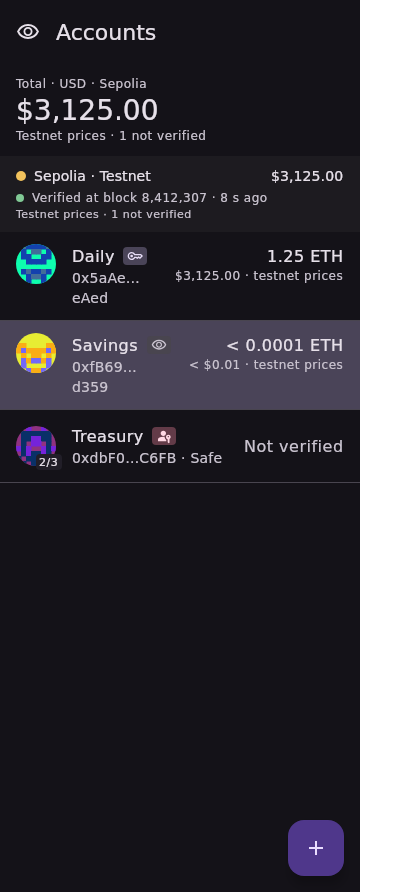 Accounts
Total · USD · Sepolia
$3,125.00
Testnet prices · 1 not verified
Sepolia · Testnet $3,125.00
Verified at block 8,412,307 · 8 s ago
Testnet prices · 1 not verified
Daily 1.25 ETH
0x5aAe… $3,125.00 · testnet prices
eAed
Savings < 0.0001 ETH
0xfB69… < $0.01 · testnet prices
d359
Treasury Not verified
0xdbF0…C6FB · Safe
2/3